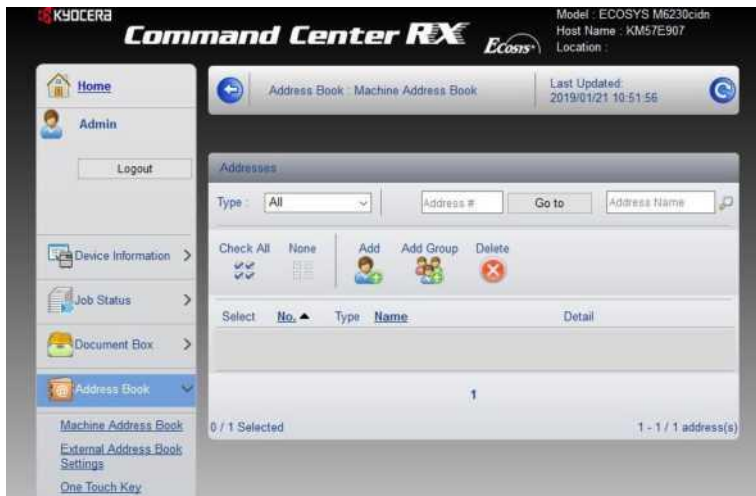 KYOCERA
Command Center RX
Ecosys
Model : ECOSYS M6230cidn
Host Name : KM57E907
Location :
Home
Admin
Logout
Device Information
Job Status
Document Box
Address Book
Machine Address Book
External Address Book
Settings
One Touch Key
Address Book : Machine Address Book
Last Updated:
2019/01/21 10:51:56
Addresses
Type : All Address # Go to Address Name
Check All None Add Add Group Delete
Select No. Type Name Detail
1
0 / 1 Selected 1 - 1 / 1 address(s)